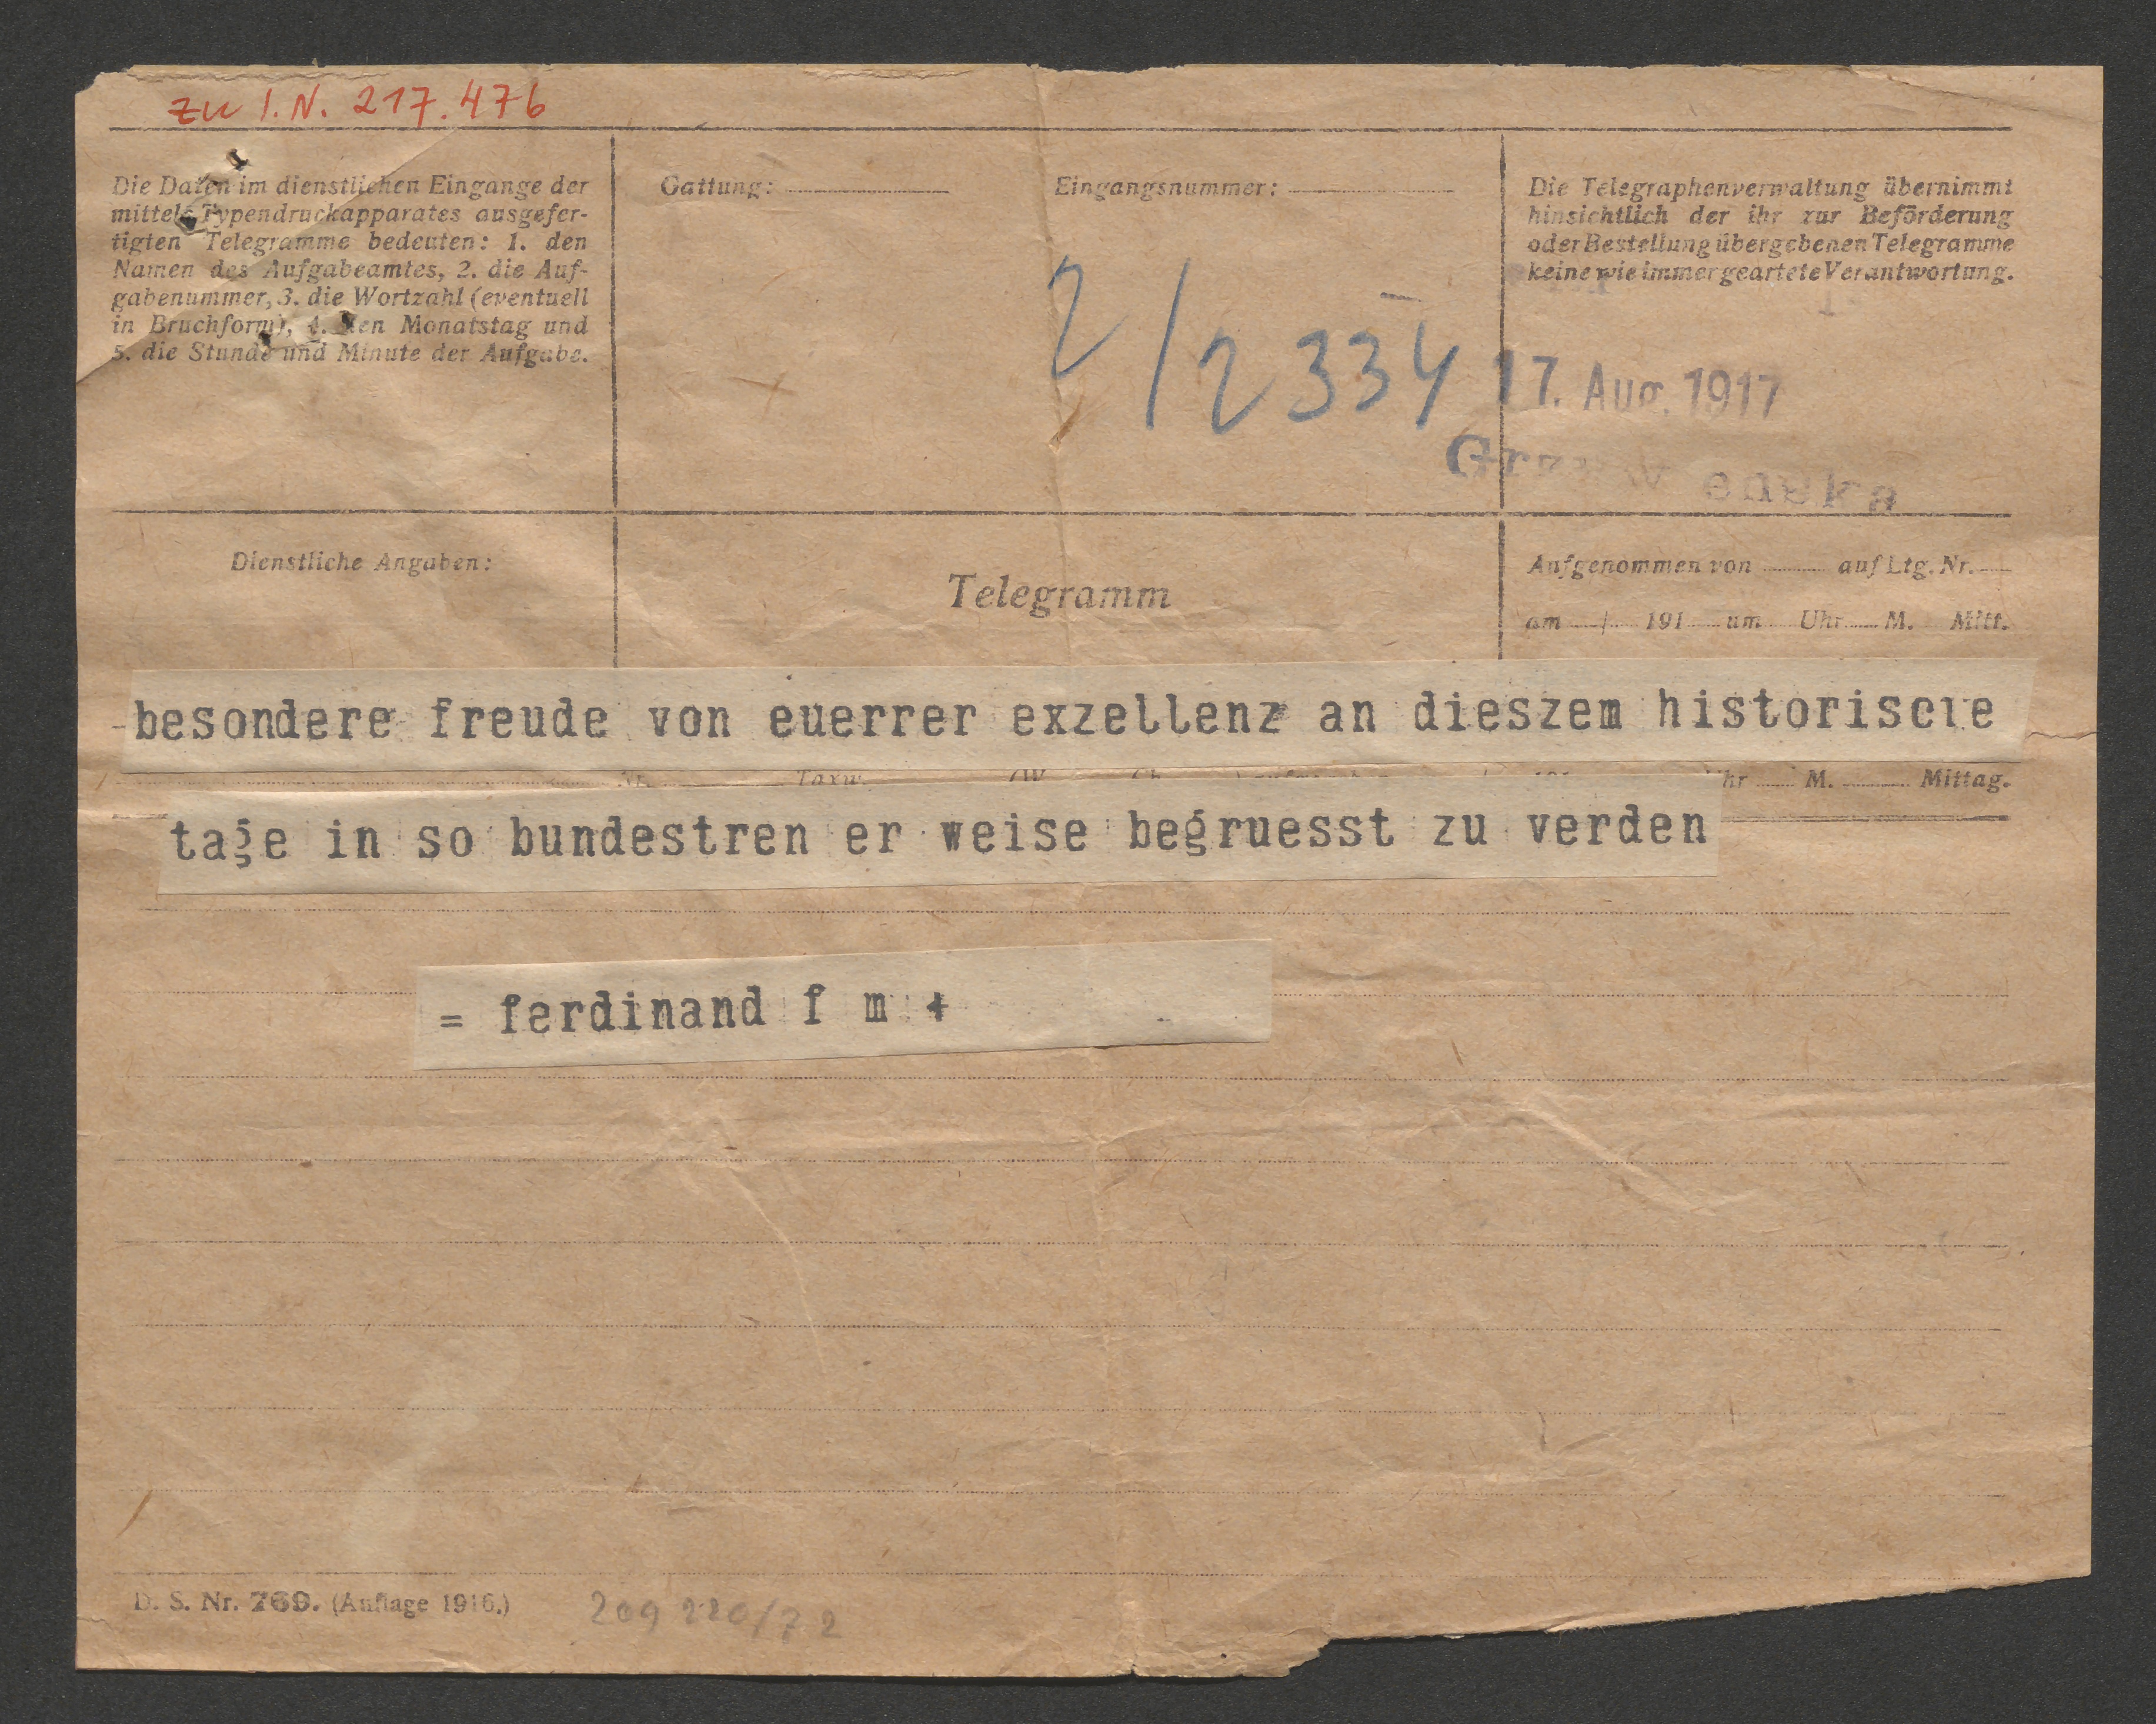 zu I.N. 217.476
Die Daten im dienstlichen Eingange der
mittels Typendruckapparates ausgefer-
tigten Telegramme bedeuten: 1. den
Namen des Aufgabeamtes, 2. die Auf-
gabenummer, 3. die Wortzahl (eventuell
in Bruchform), 4. den Monatstag und
5. die Stunde und Minute der Aufgabe.
Gattung:
Eingangsnummer:
Die Telegraphenverwaltung übernimmt
hinsichtlich der ihr zur Beförderung
oder Bestellung übergebenen Telegramme
keine wie immer geartete Verantwortung.
2/2334
17. Aug. 1917
Dienstliche Angaben:
Telegramm
Aufgenommen von auf Ltg. Nr.
am / 191 um Uhr M. Mitt.
besondere freude von euerrer exzellenz an dieszem historiscle
Taxw. M. Mittag.
tage in so bundestren er weise begruesst zu verden
= ferdinand f m +
D. S. Nr. 769. (Auflage 1916.)
209 220/72